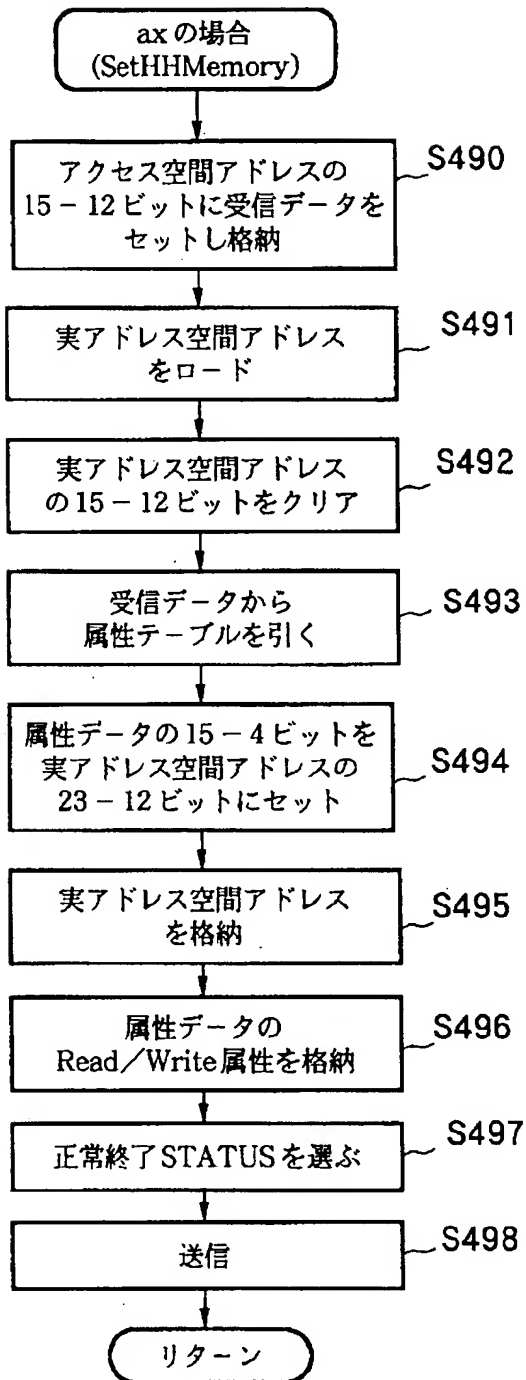 axの場合
(SetHHMemory)
アクセス空間アドレスの
15－12ビットに受信データを
セットし格納
S490
実アドレス空間アドレス
をロード
S491
実アドレス空間アドレス
の15－12ビットをクリア
S492
受信データから
属性テーブルを引く
S493
属性データの15－4ビットを
実アドレス空間アドレスの
23－12ビットにセット
S494
実アドレス空間アドレス
を格納
S495
属性データの
Read／Write属性を格納
S496
正常終了STATUSを選ぶ
S497
送信
S498
リターン